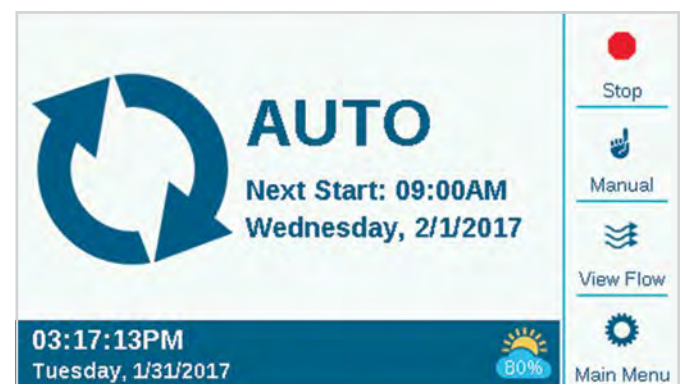 AUTO
Next Start: 09:00AM
Wednesday, 2/1/2017
03:17:13PM
Tuesday, 1/31/2017
80%
Stop
Manual
View Flow
Main Menu